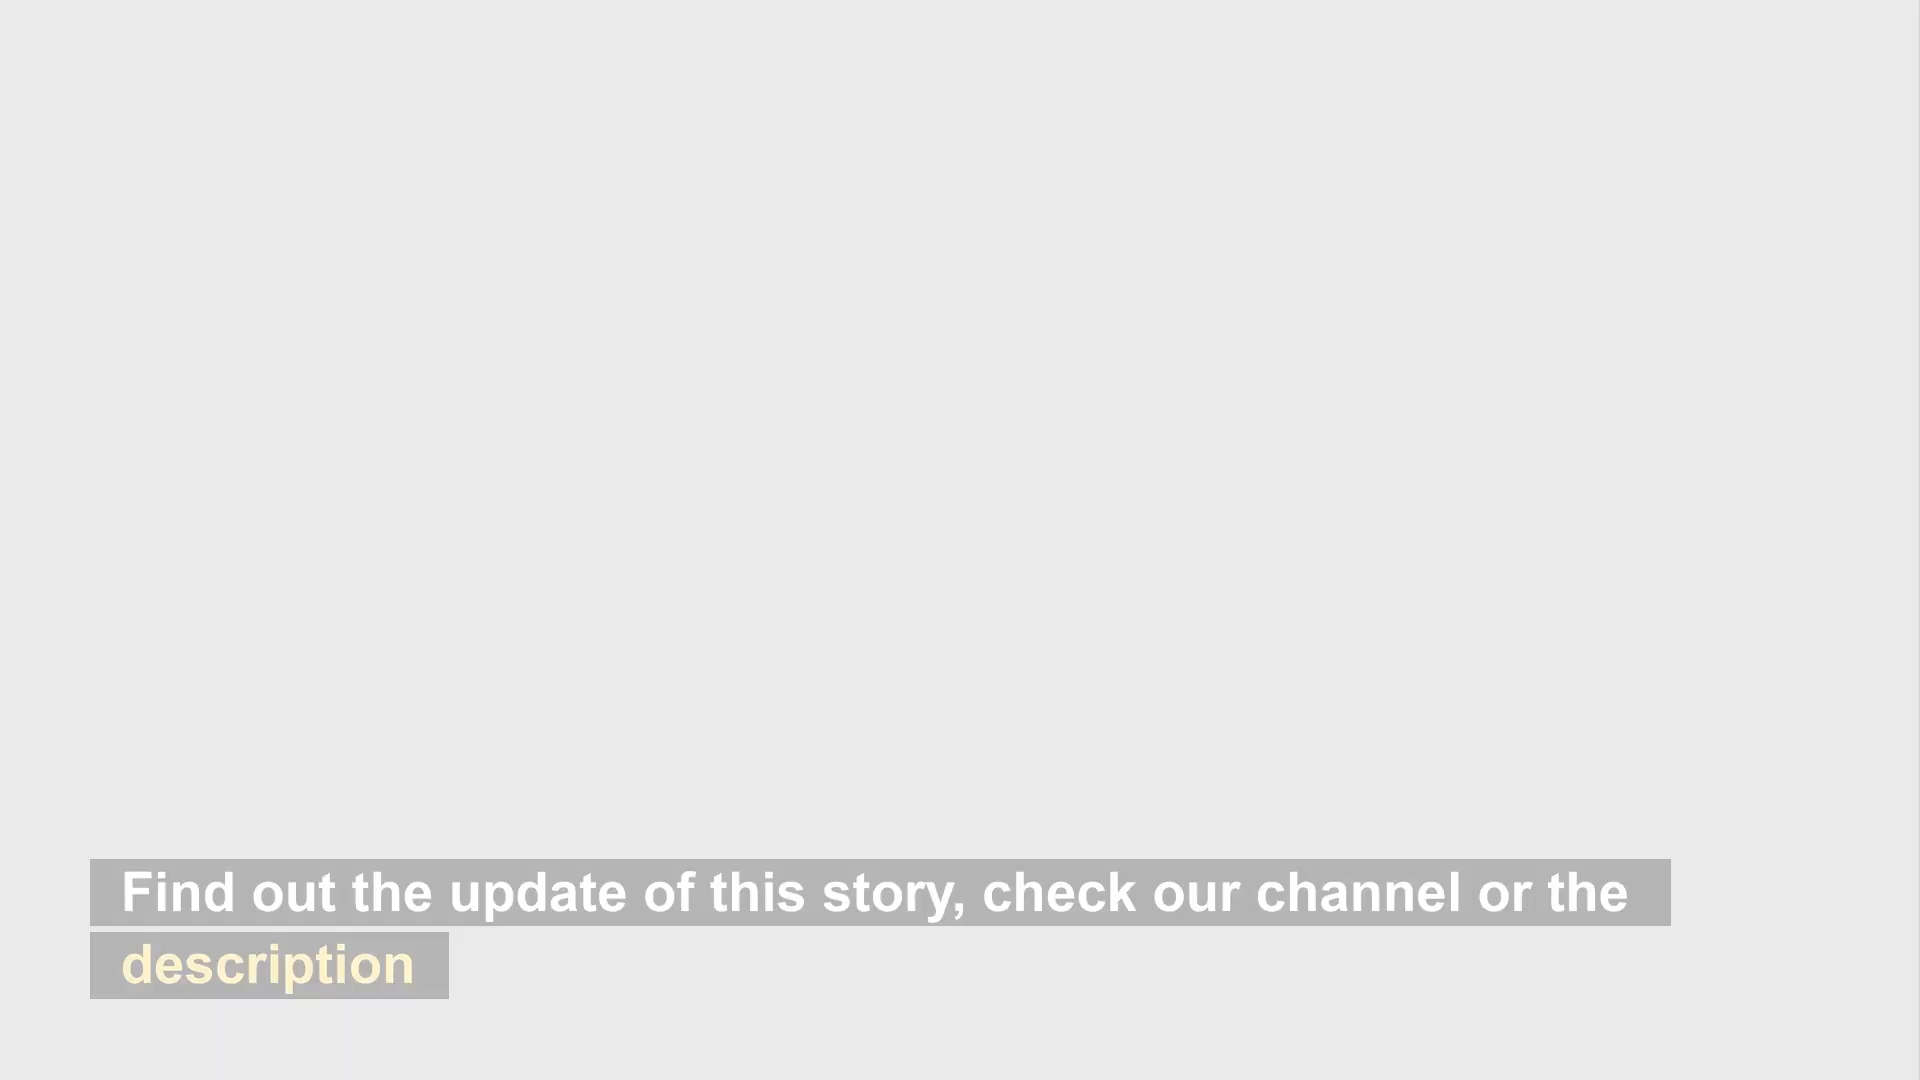 Find out the update of this story, check our channel or the
description